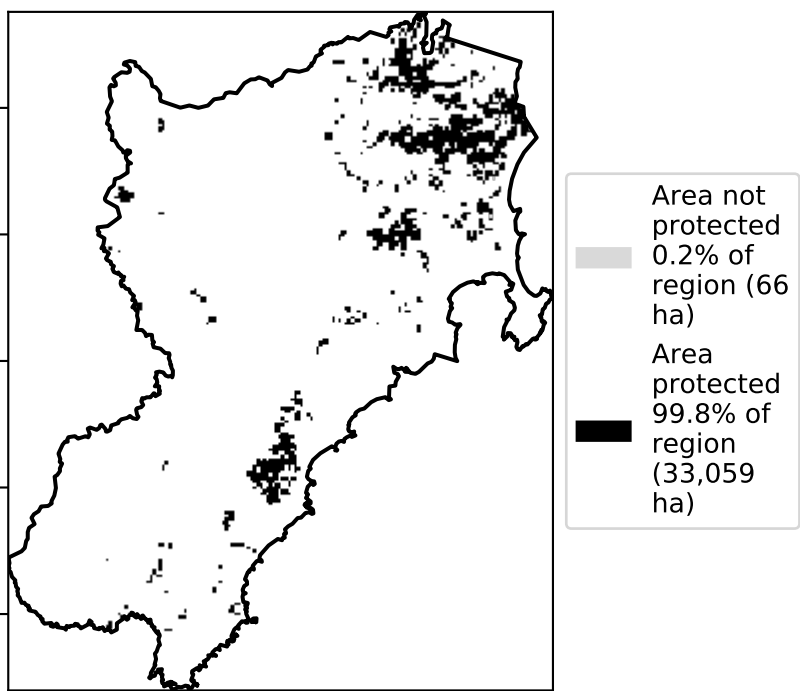 Area not
protected
0.2% of
region (66
ha)
Area
protected
99.8% of
region
(33,059
ha)